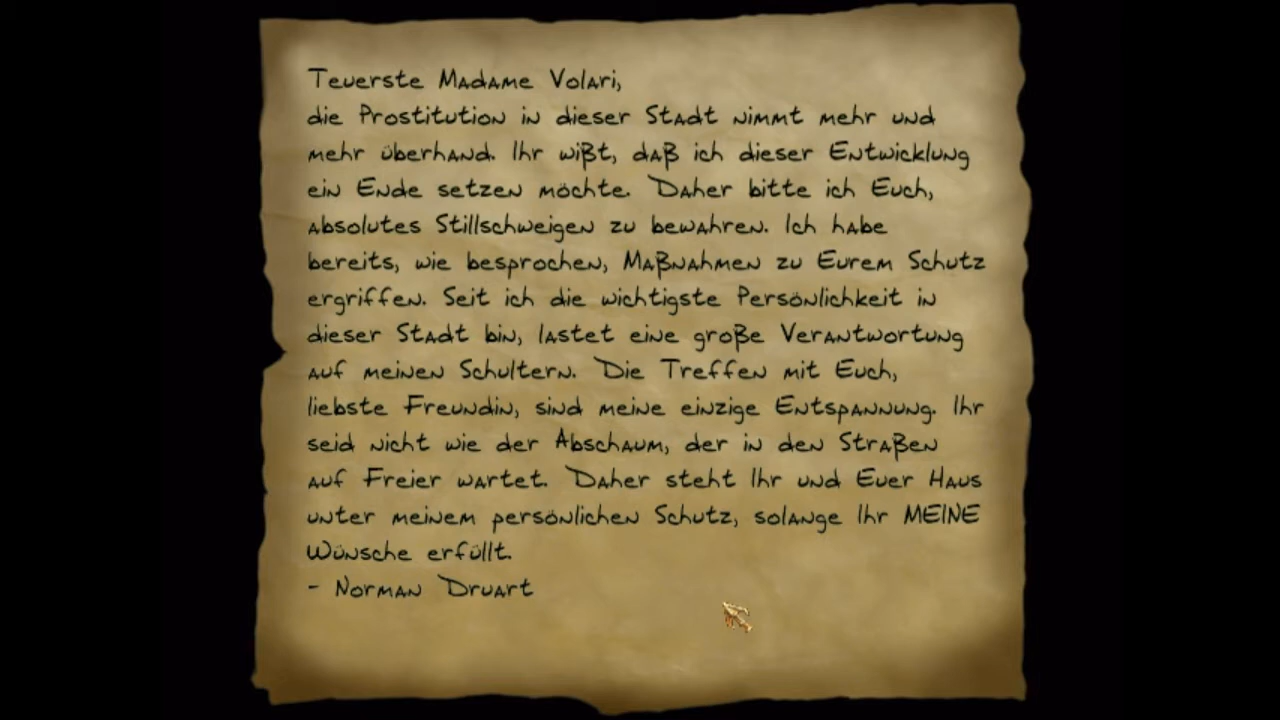 Teuerste Madame Volari,
die Prostitution in dieser Stadt nimmt mehr und
mehr überhand. Ihr wißt, daß ich dieser Entwicklung
ein Ende setzen möchte. Daher bitte ich Euch,
absolutes Stillschweigen zu bewahren. Ich habe
bereits, wie besprochen, Maßnahmen zu Eurem Schutz
ergriffen. Seit ich die wichtigste Persönlichkeit in
dieser Stadt bin, lastet eine große Verantwortung
auf meinen Schultern. Die Treffen mit Euch,
liebste Freundin, sind meine einzige Entspannung. Ihr
seid nicht wie der Abschaum, der in den Straßen
auf Freier wartet. Daher steht Ihr und Euer Haus
unter meinem persönlichen Schutz, solange Ihr MEINE
Wünsche erfüllt.
- Norman Druart